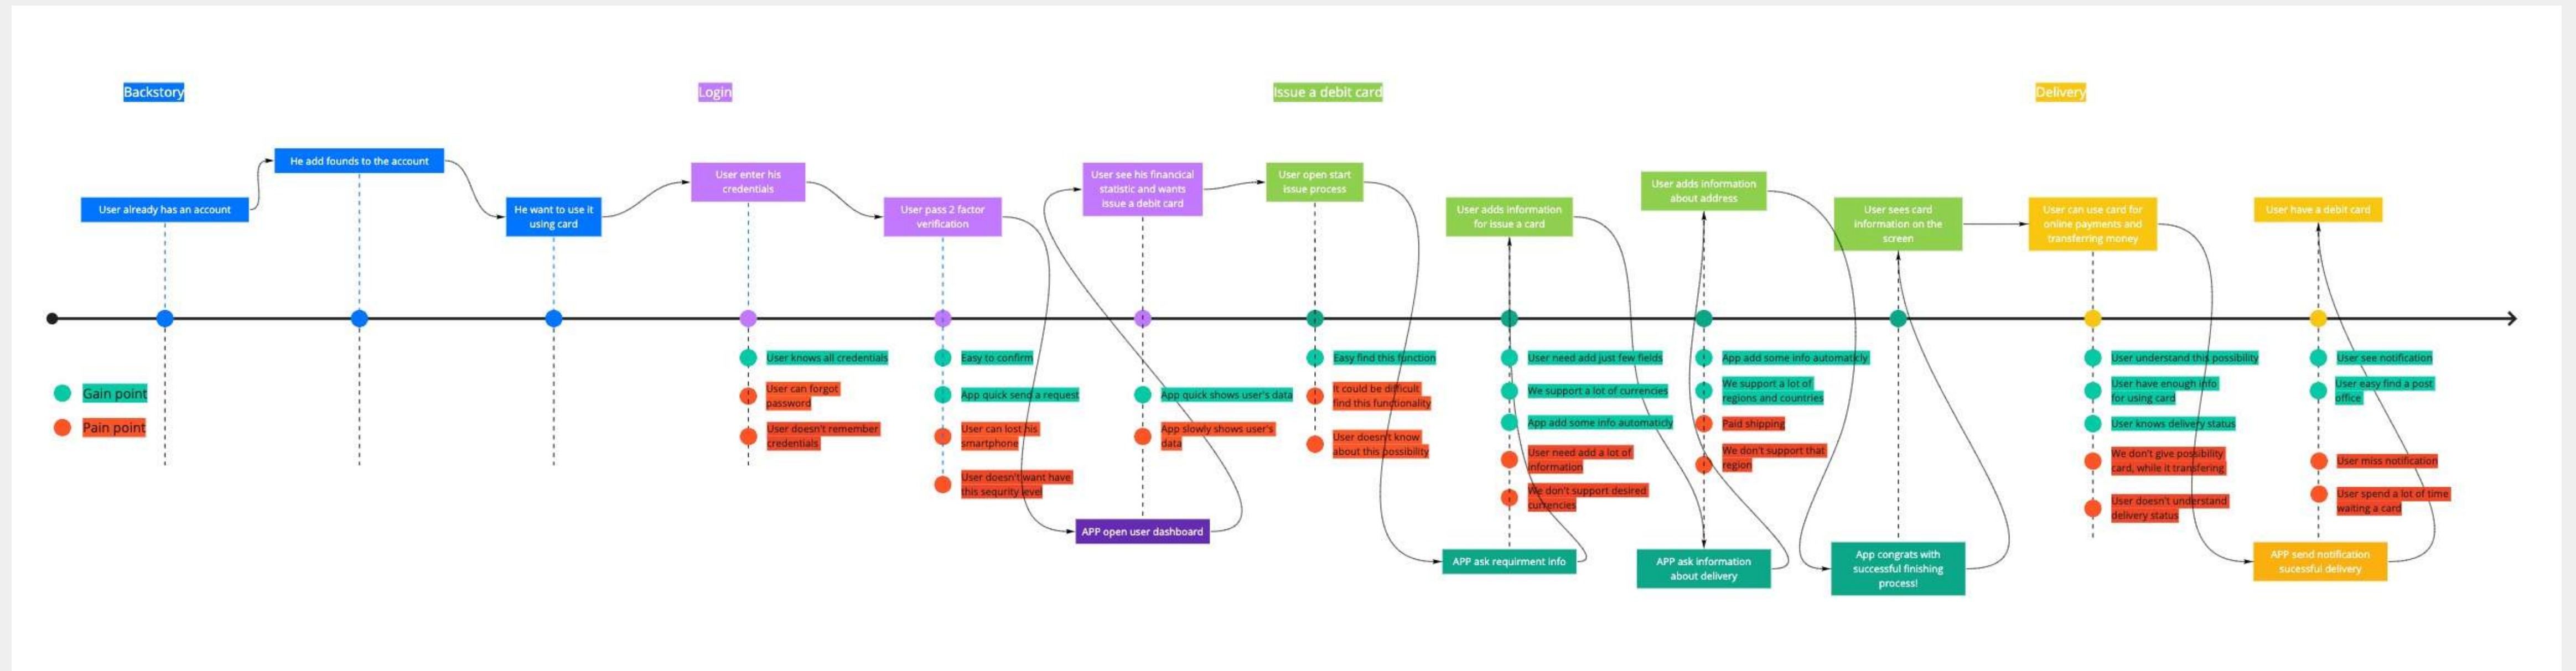 Backstory
Login
Issue a debit card
Delivery
User already has an account
He add founds to the account
He want to use it
using card
User enter his
credentials
User pass 2 factor
verification
User see his financical
statistic and wants
issue a debit card
User open start
issue process
User adds information
for issue a card
User adds information
about address
User sees card
information on the
screen
User can use card for
online payments and
transferring money
User have a debit card
Gain point
Pain point
User knows all credentials
User can forgot
password
User doesn't remember
credentials
Easy to confirm
App quick send a request
User can lost his
smartphone
User doesn't want have
this sequrity level
App quick shows user's data
App slowly shows user's
data
APP open user dashboard
Easy find this function
It could be difficult
find this functionality
User doesn't know
about this possibility
User need add just few fields
We support a lot of currencies
App add some info automaticly
User need add a lot of
information
We don't support desired
currencies
APP ask requirment info
App add some info automaticly
We support a lot of
regions and countries
Paid shipping
We don't support that
region
APP ask information
about delivery
App congrats with
successful finishing
process!
User understand this possibility
User have enough info
for using card
User knows delivery status
We don't give possibility
card, while it transfering
User doesn't understand
delivery status
User see notification
User easy find a post
office
User miss notification
User spend a lot of time
waiting a card
APP send notification
sucessful delivery